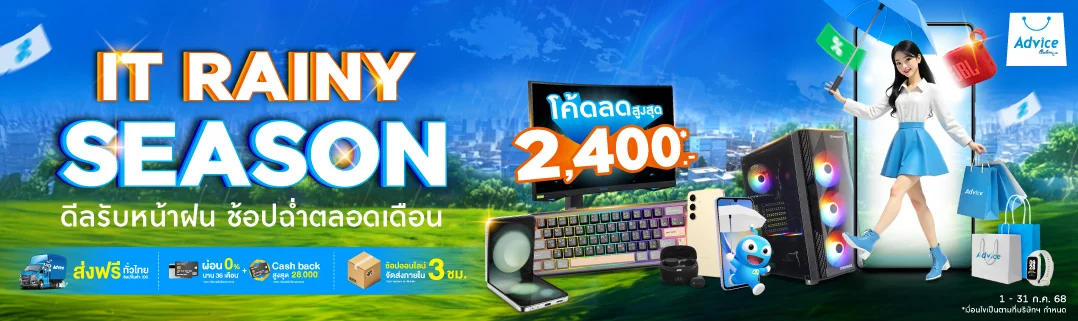 IT RAINY
SEASON
ดีลรับหน้าฝน ช้อปฉ่ำตลอดเดือน
ส่งฟรี ทั่วไทย
ผ่อน 0%
นาน 36 เดือน
+
Cash back
สูงสุด 28,000
ช้อปออนไลน์
จัดส่งภายใน 3 ชม.
โค้ดลดสูงสุด
2,400.-*
JBL
Advice
Advice
Advice
1 - 31 ก.ค. 68
*เงื่อนไขเป็นตามที่บริษัทฯ กำหนด